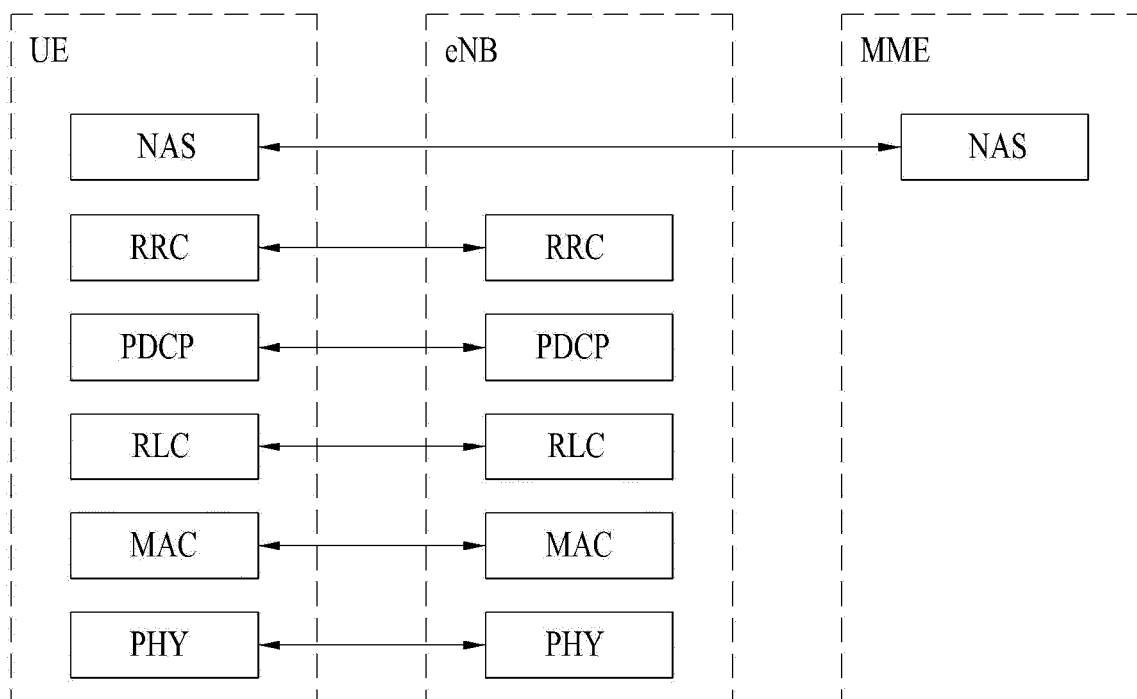 UE eNB MME
NAS NAS
RRC RRC
PDCP PDCP
RLC RLC
MAC MAC
PHY PHY